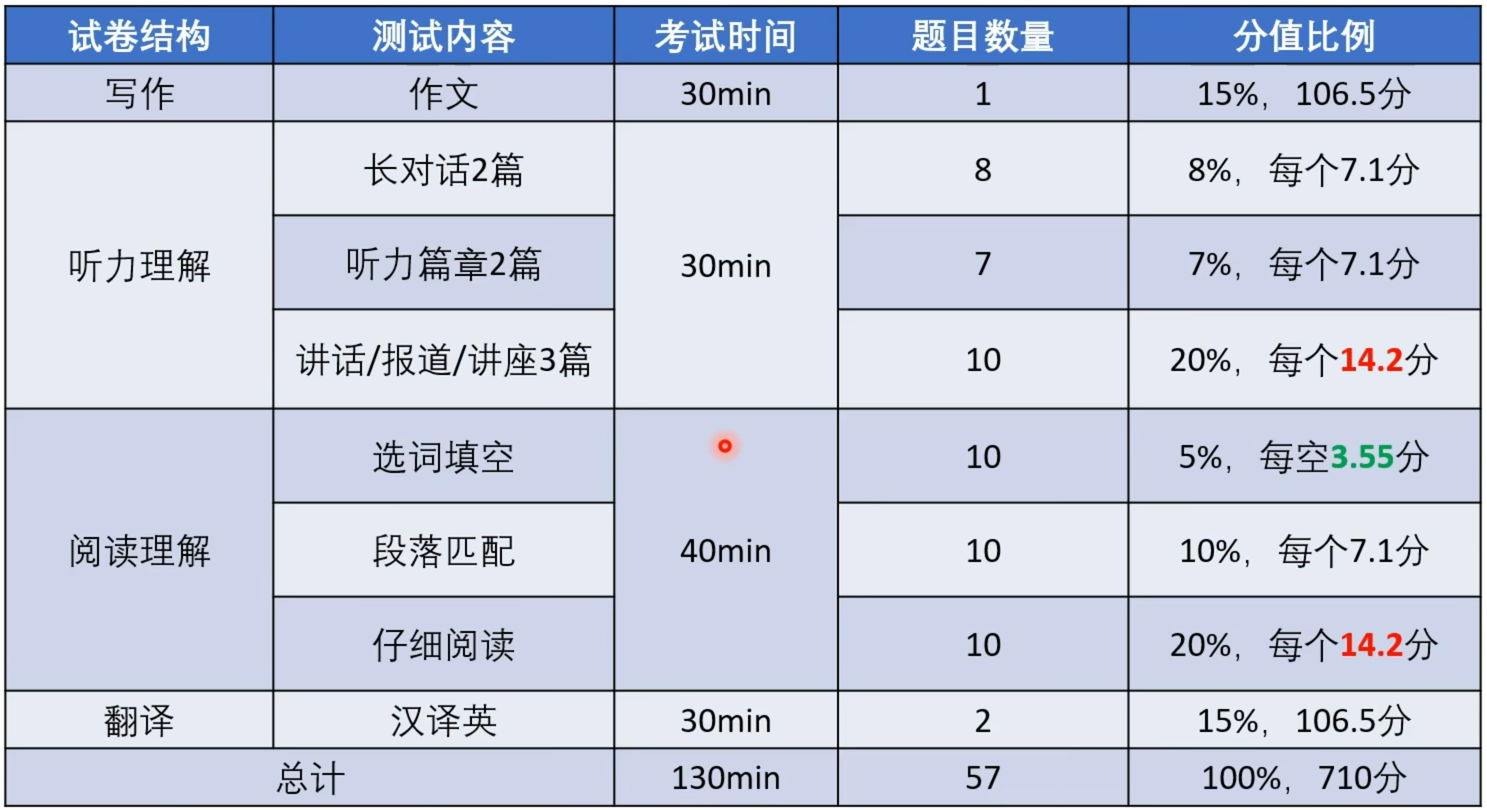 试卷结构 测试内容 考试时间 题目数量 分值比例
写作 作文 30min 1 15%，106.5分
听力理解 长对话2篇 30min 8 8%，每个7.1分
听力篇章2篇 7 7%，每个7.1分
讲话/报道/讲座3篇 10 20%，每个14.2分
阅读理解 选词填空 40min 10 5%，每空3.55分
段落匹配 10 10%，每个7.1分
仔细阅读 10 20%，每个14.2分
翻译 汉译英 30min 2 15%，106.5分
总计 130min 57 100%，710分